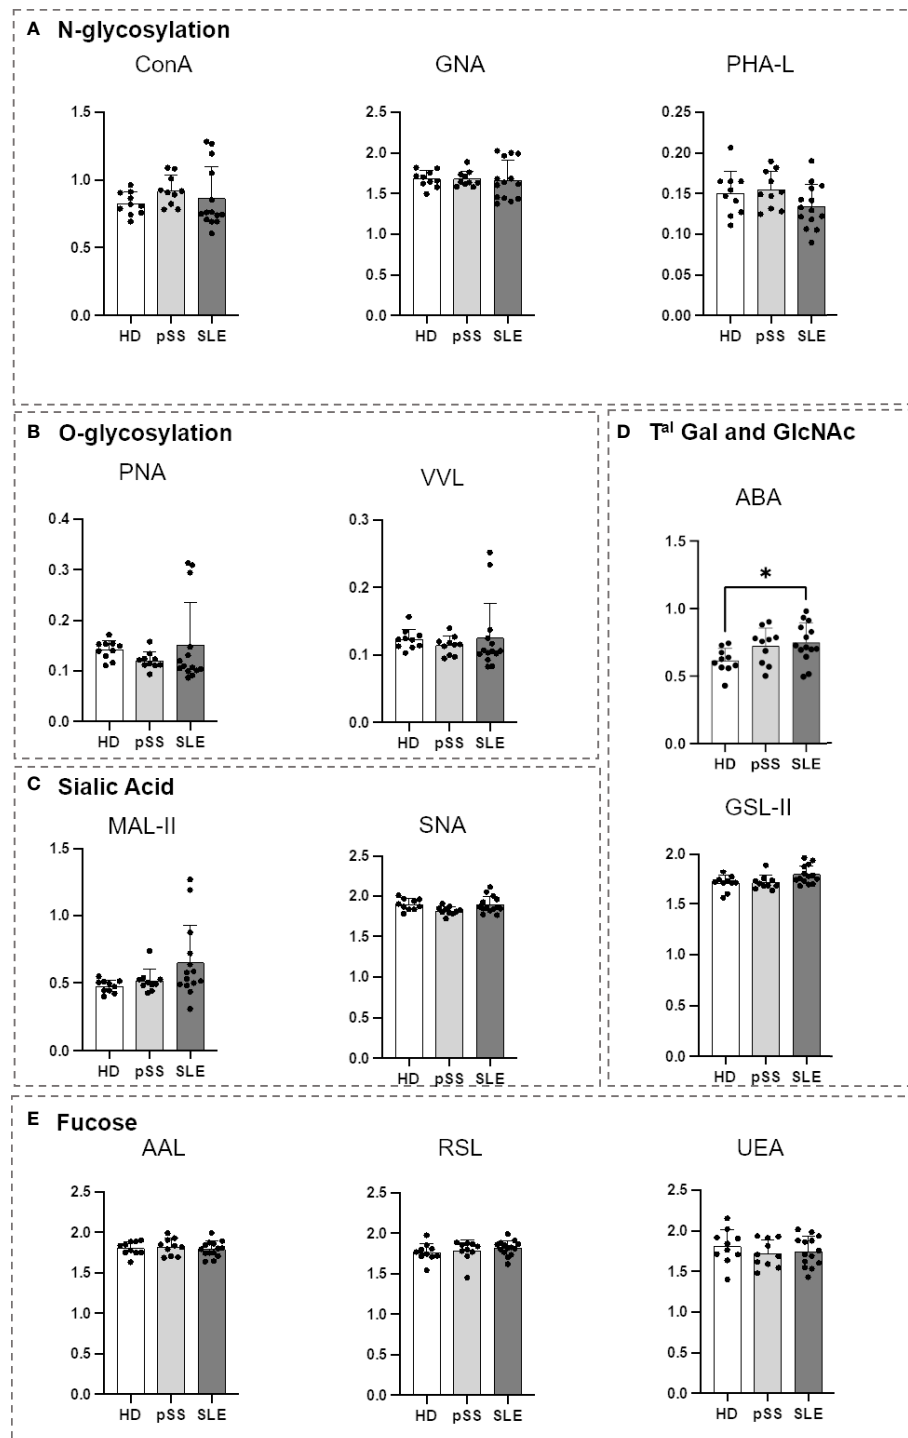 A N-glycosylation
ConA GNA PHA-L
1.5 2.5 0.25
2.0 0.20
1.0 1.5 0.15
1.0 0.10
0.5 0.5 0.05
0.0 0.0 0.00
HD pSS SLE HD pSS SLE HD pSS SLE
B O-glycosylation
PNA VVL
0.4 0.3
0.3 0.2
0.2
0.1 0.1
0.0 0.0
HD pSS SLE HD pSS SLE
D Tal Gal and GlcNAc
ABA
1.5
*
1.0
0.5
0.0
HD pSS SLE
GSL-II
2.0
1.5
1.0
0.5
0.0
HD pSS SLE
C Sialic Acid
MAL-II SNA
1.5 2.5
2.0
1.0 1.5
0.5 1.0
0.5
0.0 0.0
HD pSS SLE HD pSS SLE
E Fucose
AAL RSL UEA
2.5 2.5 2.5
2.0 2.0 2.0
1.5 1.5 1.5
1.0 1.0 1.0
0.5 0.5 0.5
0.0 0.0 0.0
HD pSS SLE HD pSS SLE HD pSS SLE